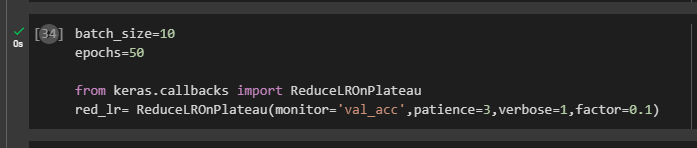 [34] batch_size=10
0s
epochs=50
from keras.callbacks import ReduceLROnPlateau
red_lr= ReduceLROnPlateau(monitor='val_acc',patience=3,verbose=1,factor=0.1)